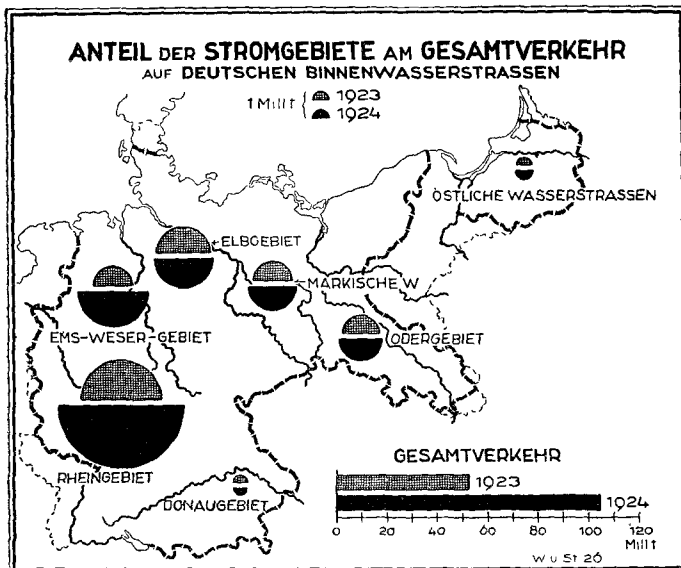 ANTEIL DER STROMGEBIETE AM GESAMTVERKEHR
AUF DEUTSCHEN BINNENWASSERSTRASSEN
1 Mill t
1923
1924
ÖSTLICHE WASSERSTRASSEN
ELBGEBIET
MÄRKISCHE W
EMS-WESER-GEBIET
ODERGEBIET
RHEINGEBIET
DONAUGEBIET
GESAMTVERKEHR
1923
1924
0 20 40 60 80 100 120
Mill t
W u St 26